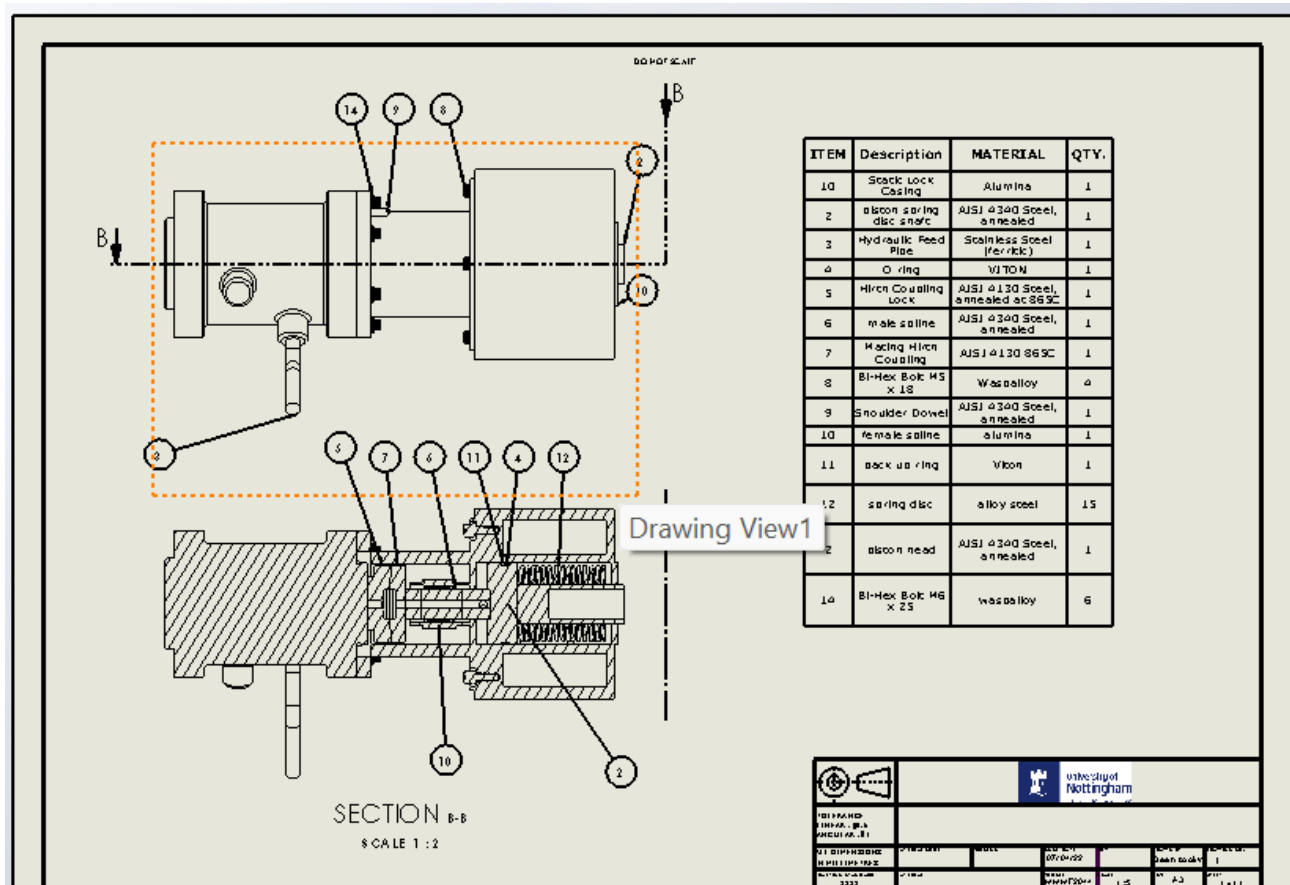 DO NOT SCALE
B
14 9 8
2
B
10
3
ITEM Description MATERIAL QTY.
10 Static Lock Casing Alumina 1
2 piston spring disc shaft AISI 4340 Steel, annealed 1
3 Hydraulic Feed Pipe Stainless Steel (ferritic) 1
4 O ring VITON 1
5 Hirth Coupling Lock AISI 4130 Steel, annealed at 865C 1
6 male spline AISI 4340 Steel, annealed 1
7 Mating Hirth Coupling AISI 4130 865C 1
8 Bi-Hex Bolt M5 x 18 Waspalloy 4
9 Shoulder Dowel AISI 4340 Steel, annealed 1
10 female spline alumina 1
11 back up ring Viton 1
12 spring disc alloy steel 15
2 piston head AISI 4340 Steel, annealed 1
14 Bi-Hex Bolt M6 x 25 waspalloy 6
5 7 6 11 4 12
Drawing View1
10
2
SECTION B-B
SCALE 1 : 2
University of
Nottingham